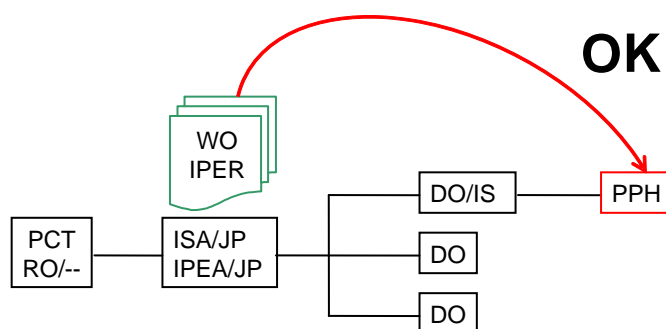 OK
WO
IPER
DO/IS
PPH
PCT
RO/--
ISA/JP
IPEA/JP
DO
DO